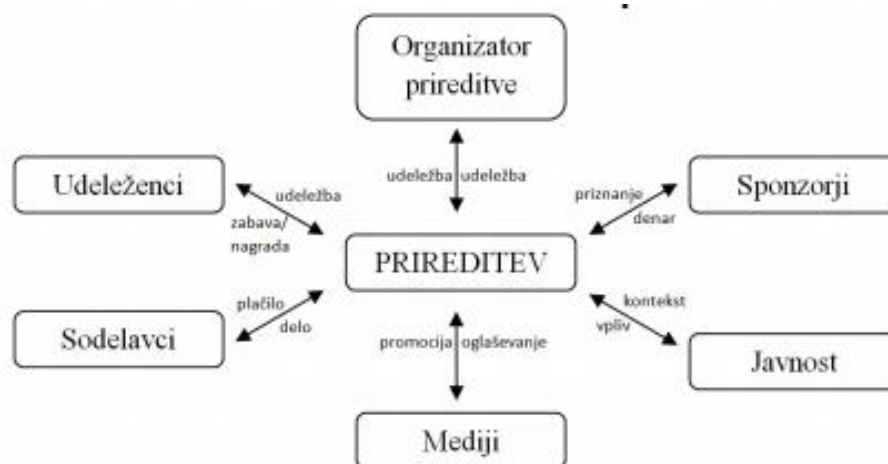 Organizator
prireditve
udeležba udeležba
Udeleženci
udeležba
zabava/
nagrada
Sponzorji
priznanje
denar
PRIREDITEV
Sodelavci
plačilo
delo
promocija oglaševanje
kontekst
vpliv
Javnost
Mediji